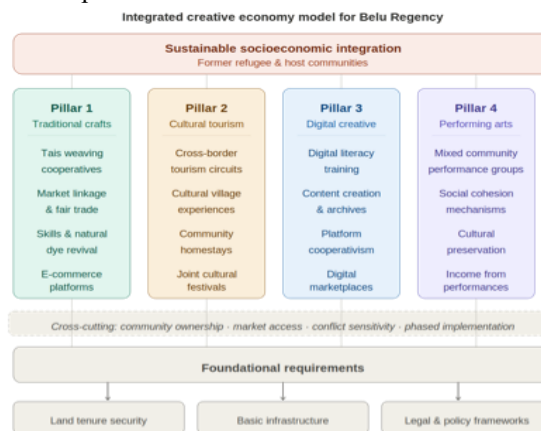 Integrated creative economy model for Belu Regency
Sustainable socioeconomic integration
Former refugee & host communities
Pillar 1
Traditional crafts
Tais weaving
cooperatives
Market linkage
& fair trade
Skills & natural
dye revival
E-commerce
platforms
Pillar 2
Cultural tourism
Cross-border
tourism circuits
Cultural village
experiences
Community
homestays
Joint cultural
festivals
Pillar 3
Digital creative
Digital literacy
training
Content creation
& archives
Platform
cooperativism
Digital
marketplaces
Pillar 4
Performing arts
Mixed community
performance groups
Social cohesion
mechanisms
Cultural
preservation
Income from
performances
Cross-cutting: community ownership · market access · conflict sensitivity · phased implementation
Foundational requirements
Land tenure security
Basic infrastructure
Legal & policy frameworks